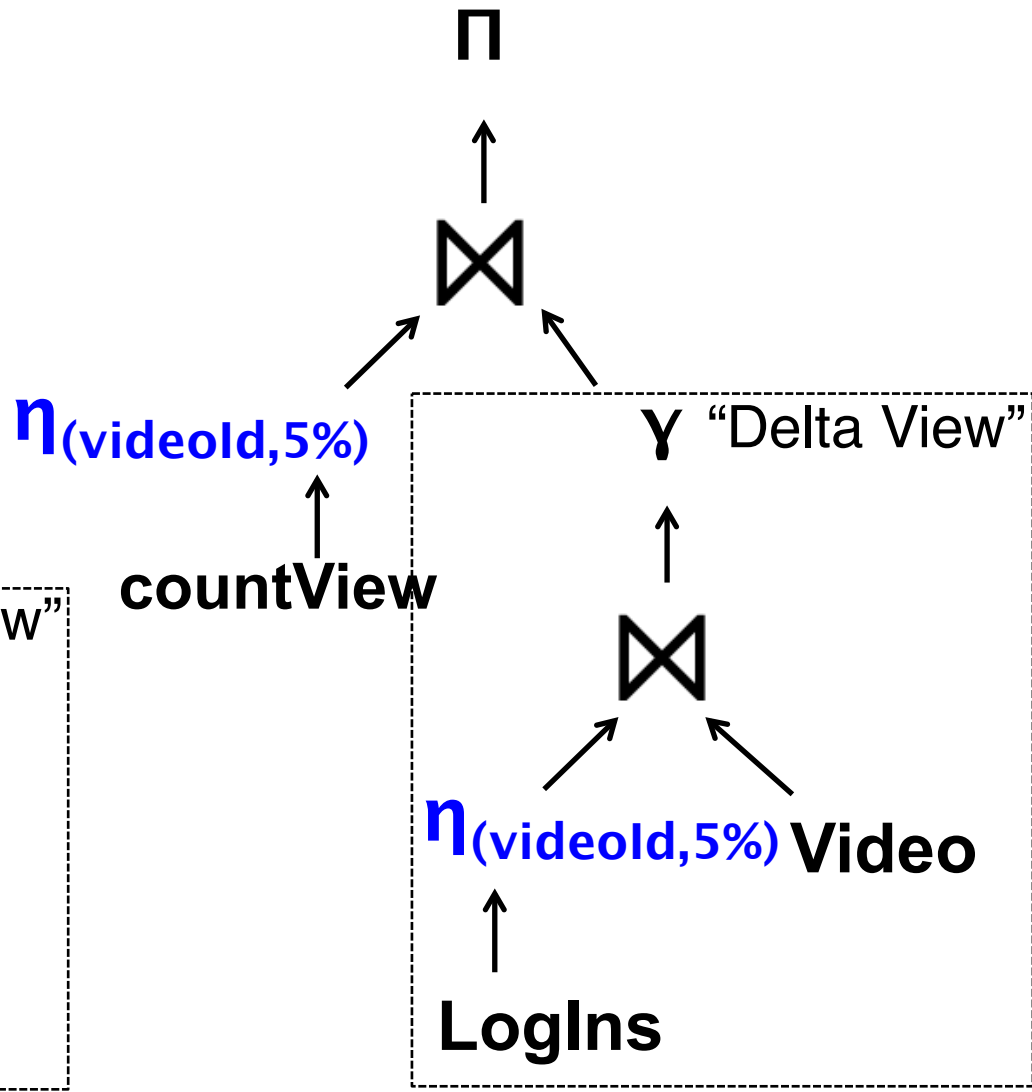 Π
η(videoId,5%)
γ “Delta View”
countView
w”
η(videoId,5%) Video
LogIns